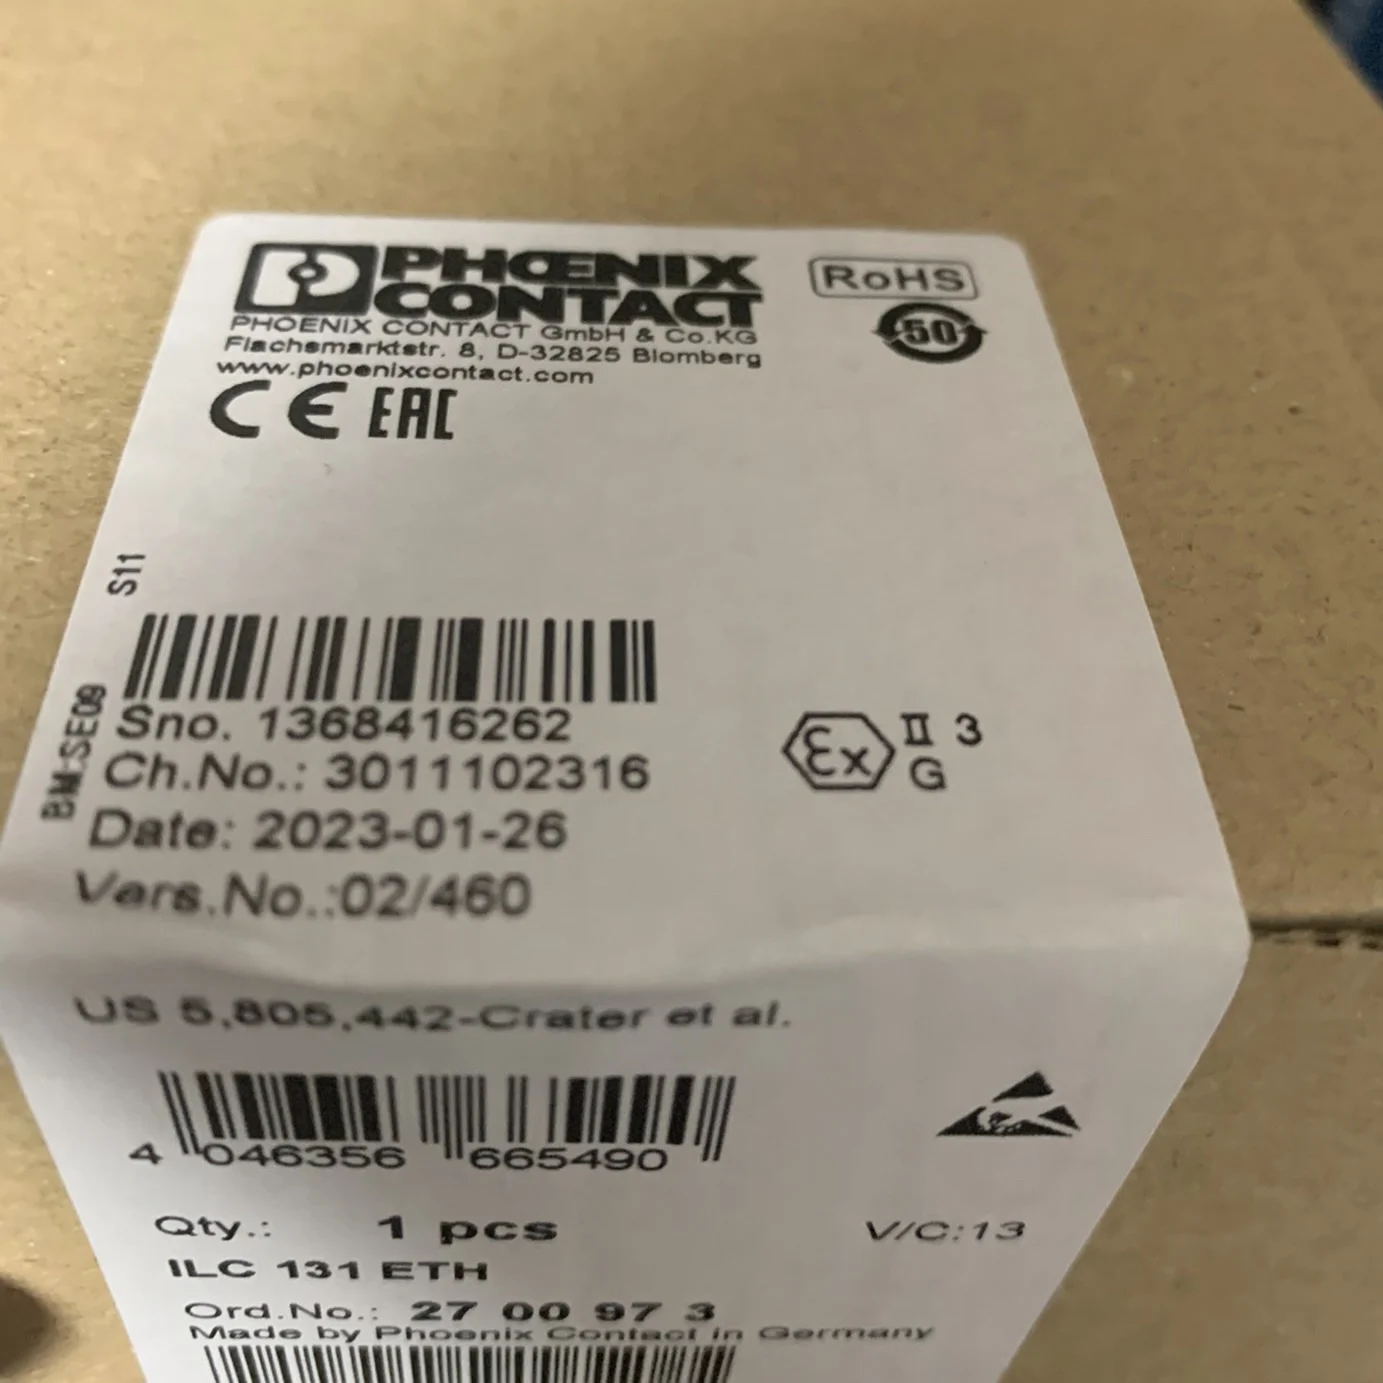 PHŒNIX
CONTACT
RoHS
50
PHOENIX CONTACT GmbH & Co.KG
Flachsmarktstr. 8, D-32825 Blomberg
www.phoenixcontact.com
CE EAC
S11
BM:SE09
Sno. 1368416262
Ch.No.: 3011102316
Date: 2023-01-26
Vers.No.:02/460
Ex II 3
G
US 5,805,442-Crater et al.
4 046356 665490
Qty.: 1 pcs
V/C:13
ILC 131 ETH
Ord.No.: 27 00 97 3
Made by Phoenix Contact in Germany